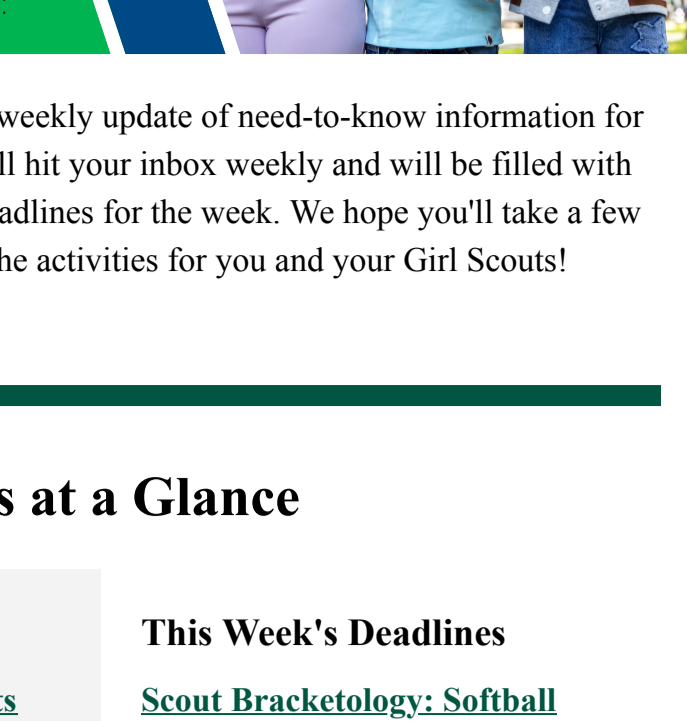 weekly update of need-to-know information for
ll hit your inbox weekly and will be filled with
adlines for the week. We hope you'll take a few
he activities for you and your Girl Scouts!
s at a Glance
This Week's Deadlines
ts
Scout Bracketology: Softball